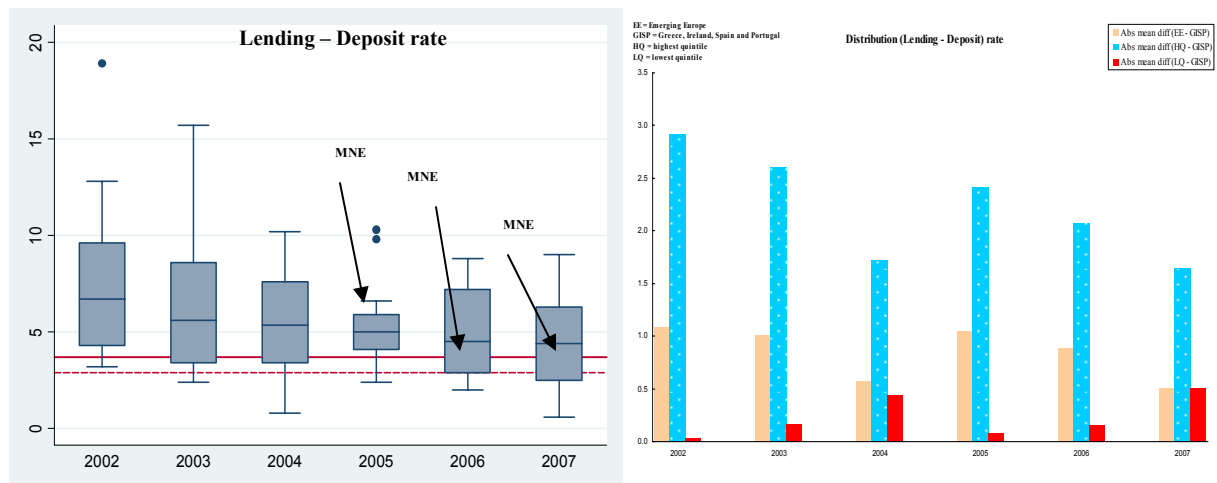 Lending – Deposit rate
20
15
10
5
0
MNE
MNE
MNE
2002 2003 2004 2005 2006 2007
EE = Emerging Europe
GISP = Greece, Ireland, Spain and Portugal
HQ = highest quintile
LQ = lowest quintile
Distribution (Lending - Deposit) rate
Abs mean diff (EE - GISP)
Abs mean diff (HQ - GISP)
Abs mean diff (LQ - GISP)
3.5
3.0
2.5
2.0
1.5
1.0
0.5
0.0
2002 2003 2004 2005 2006 2007